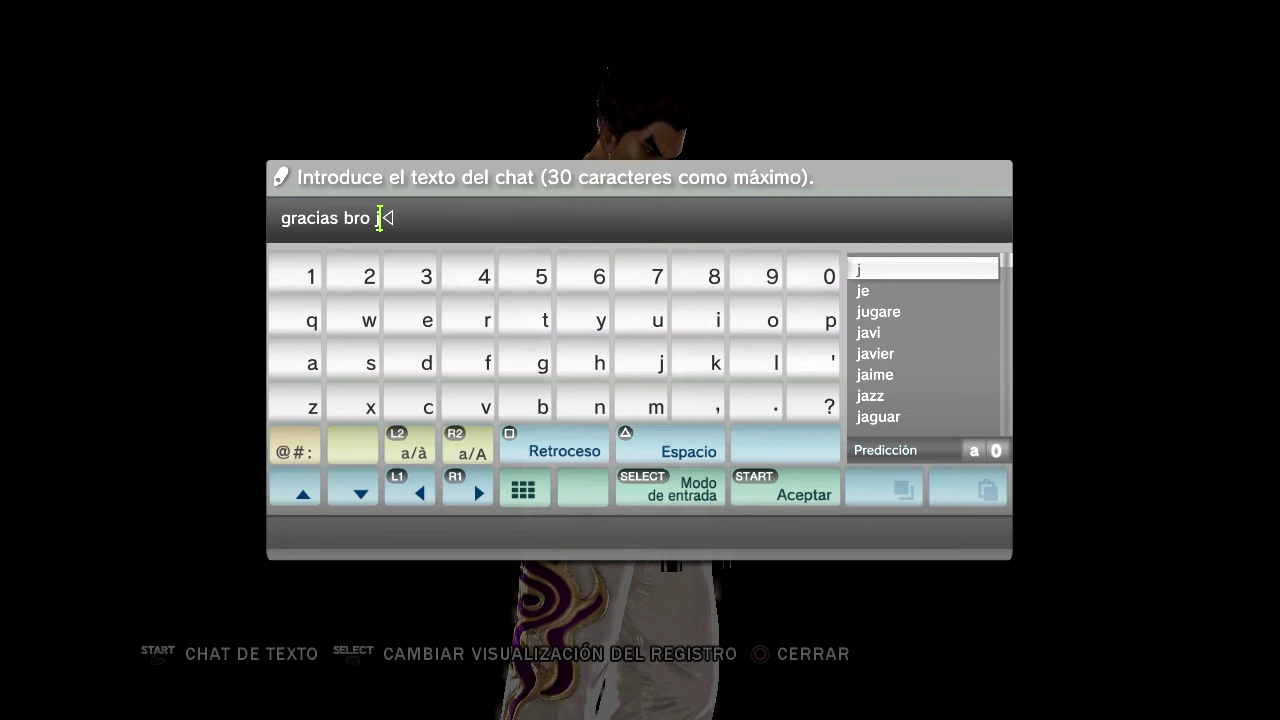 Introduce el texto del chat (30 caracteres como máximo).
gracias bro j
1 2 3 4 5 6 7 8 9 0
q w e r t y u i o p
a s d f g h j k l '
z x c v b n m , . ?
@#: L2 a/à R2 a/A Retroceso Espacio
L1 R1 SELECT Modo de entrada START Aceptar
j
je
jugare
javi
javier
jaime
jazz
jaguar
Predicción a 0
START CHAT DE TEXTO SELECT CAMBIAR VISUALIZACIÓN DEL REGISTRO CERRAR